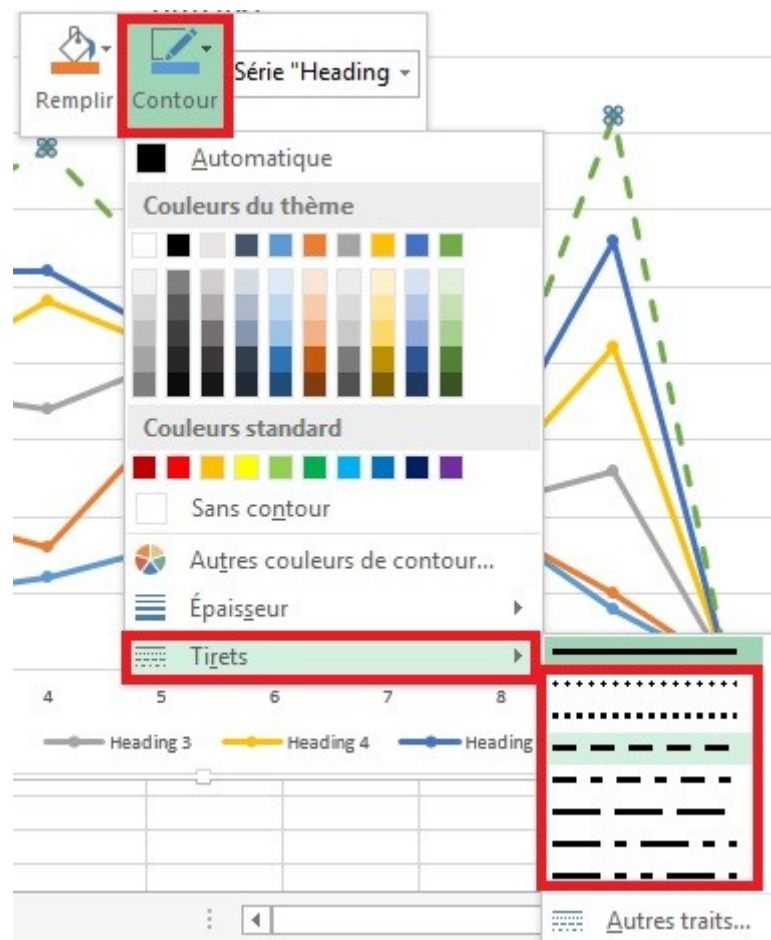 Série "Heading
Remplir
Contour
Automatique
Couleurs du thème
Couleurs standard
Sans contour
Autres couleurs de contour...
Épaisseur
Tirets
4 5 6 7 8
Heading 3 Heading 4 Heading
Autres traits...